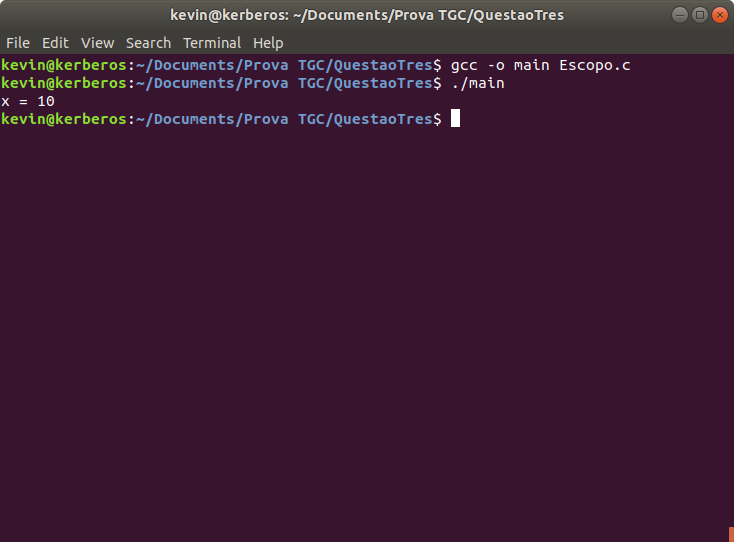 kevin@kerberos: ~/Documents/Prova TGC/QuestaoTres
File Edit View Search Terminal Help
kevin@kerberos:~/Documents/Prova TGC/QuestaoTres$ gcc -o main Escopo.c
kevin@kerberos:~/Documents/Prova TGC/QuestaoTres$ ./main
x = 10
kevin@kerberos:~/Documents/Prova TGC/QuestaoTres$